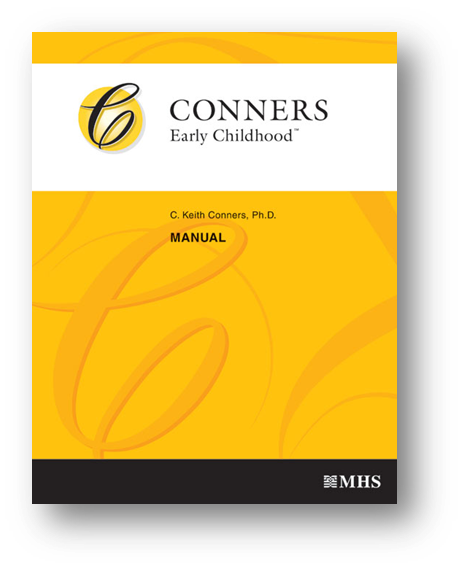 CONNERS
Early Childhood™
C. Keith Conners, Ph.D.
MANUAL
MHS